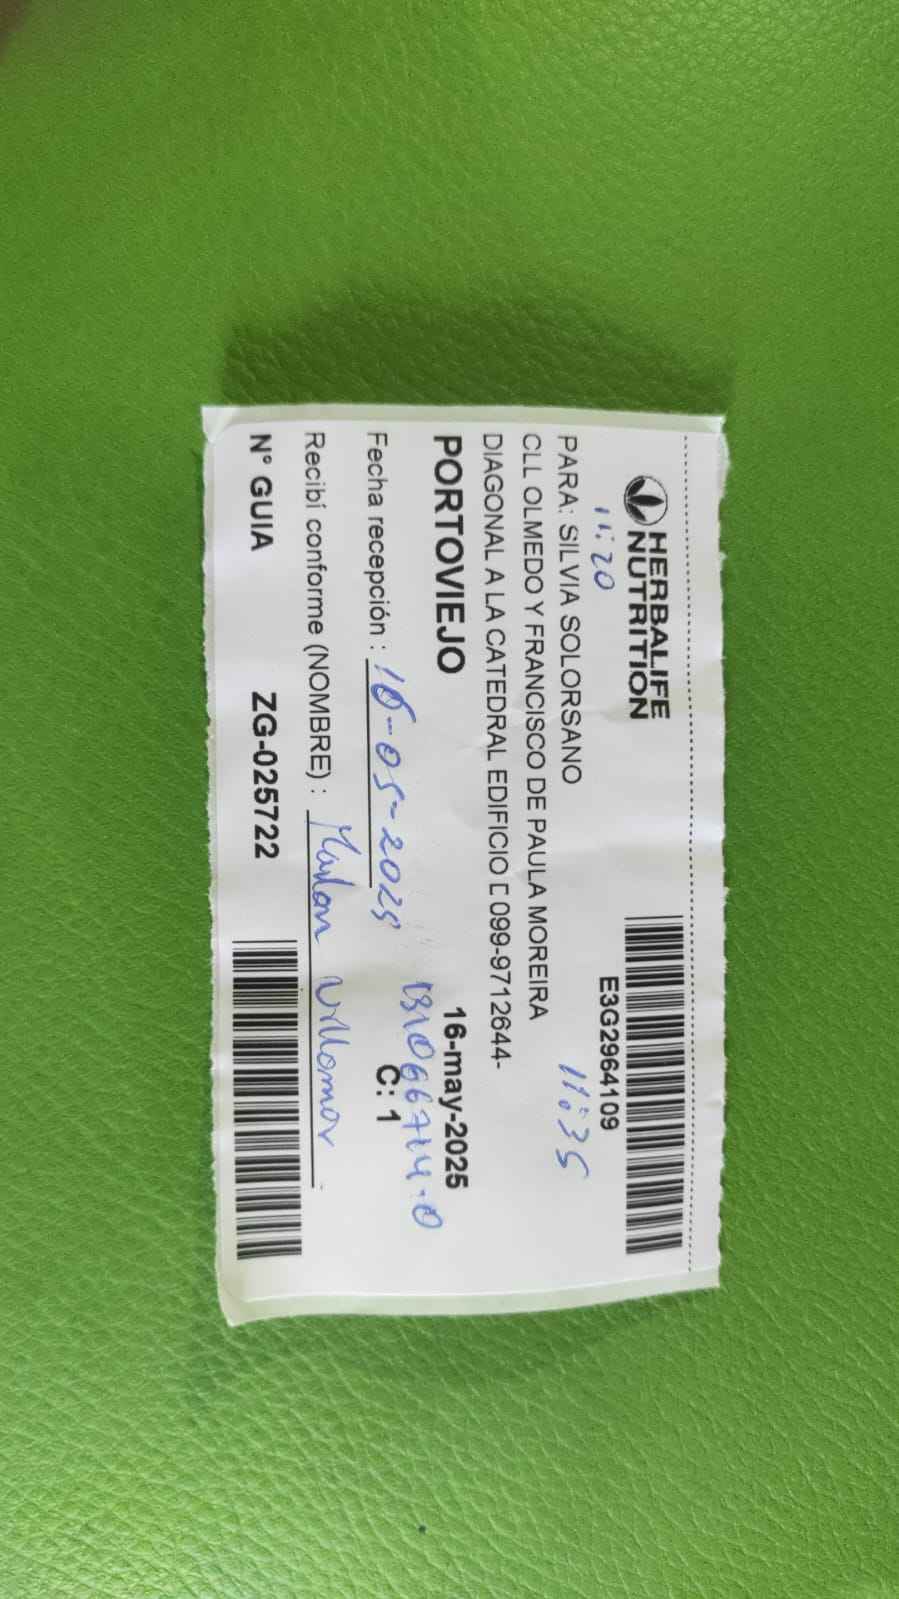 HERBALIFE
NUTRITION
E3G2964109
11:20
11:35
PARA: SILVIA SOLORSANO
CLL OLMEDO Y FRANCISCO DE PAULA MOREIRA
DIAGONAL A LA CATEDRAL EDIFICIO D 099-9712644-
PORTOVIEJO
16-may-2025
Fecha recepción : 16-05-2025
C: 1
Recibí conforme (NOMBRE) : Marlon Villamar
N° GUIA ZG-025722